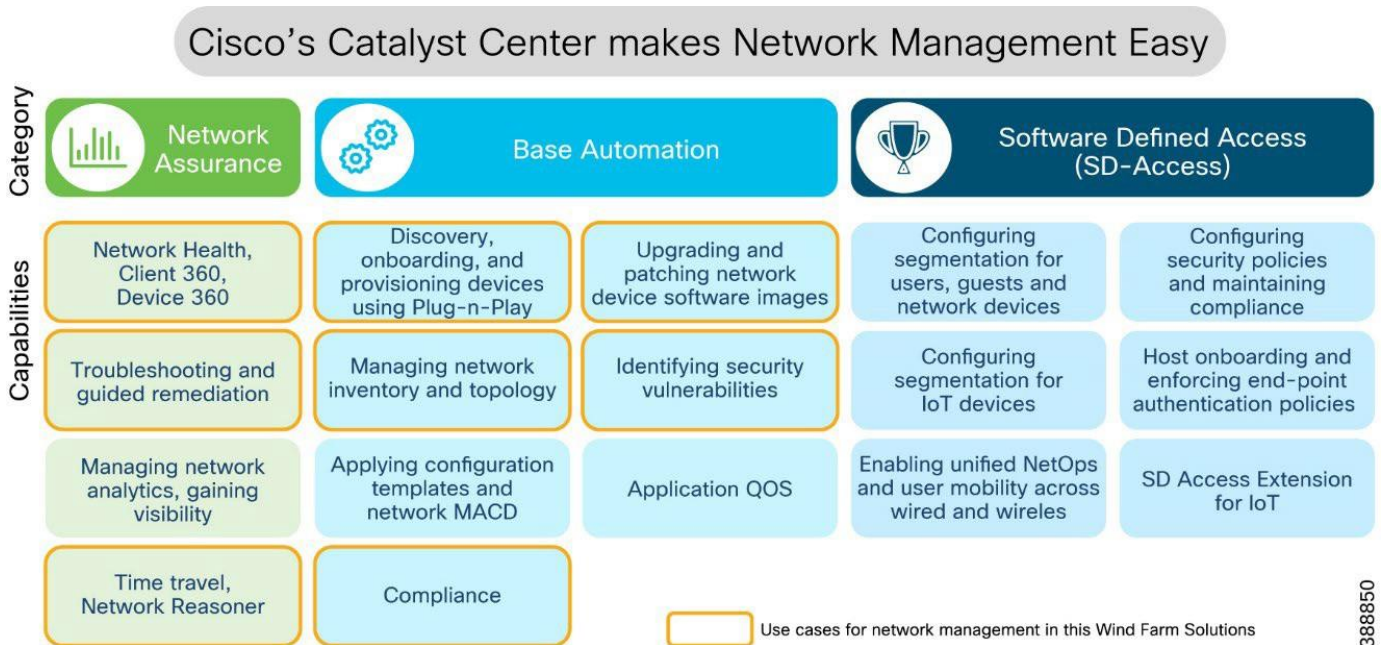 Cisco's Catalyst Center makes Network Management Easy
Category
Network
Assurance
Base Automation
Software Defined Access
(SD-Access)
Capabilities
Network Health,
Client 360,
Device 360
Discovery,
onboarding, and
provisioning devices
using Plug-n-Play
Upgrading and
patching network
device software images
Configuring
segmentation for
users, guests and
network devices
Configuring
security policies
and maintaining
compliance
Troubleshooting and
guided remediation
Managing network
inventory and topology
Identifying security
vulnerabilities
Configuring
segmentation for
IoT devices
Host onboarding and
enforcing end-point
authentication policies
Managing network
analytics, gaining
visibility
Applying configuration
templates and
network MACD
Application QOS
Enabling unified NetOps
and user mobility across
wired and wireles
SD Access Extension
for IoT
Time travel,
Network Reasoner
Compliance
Use cases for network management in this Wind Farm Solutions
388850